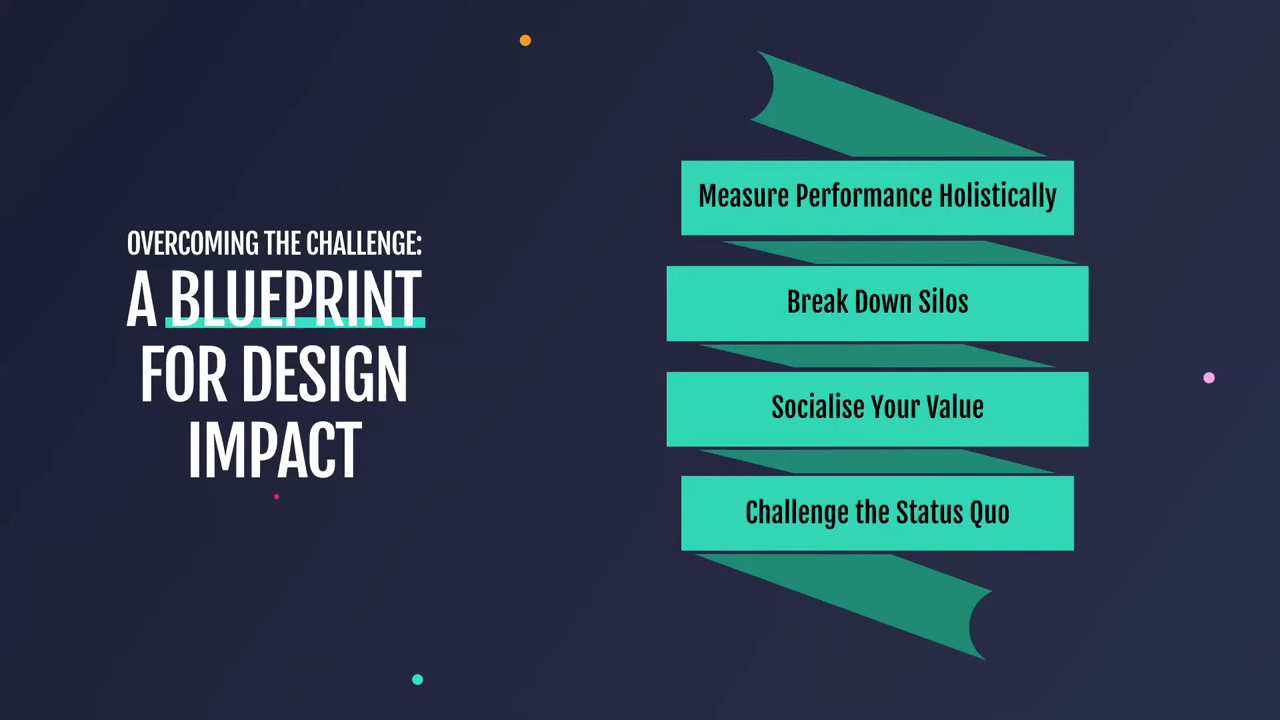 OVERCOMING THE CHALLENGE:
A BLUEPRINT
FOR DESIGN
IMPACT
Measure Performance Holistically
Break Down Silos
Socialise Your Value
Challenge the Status Quo